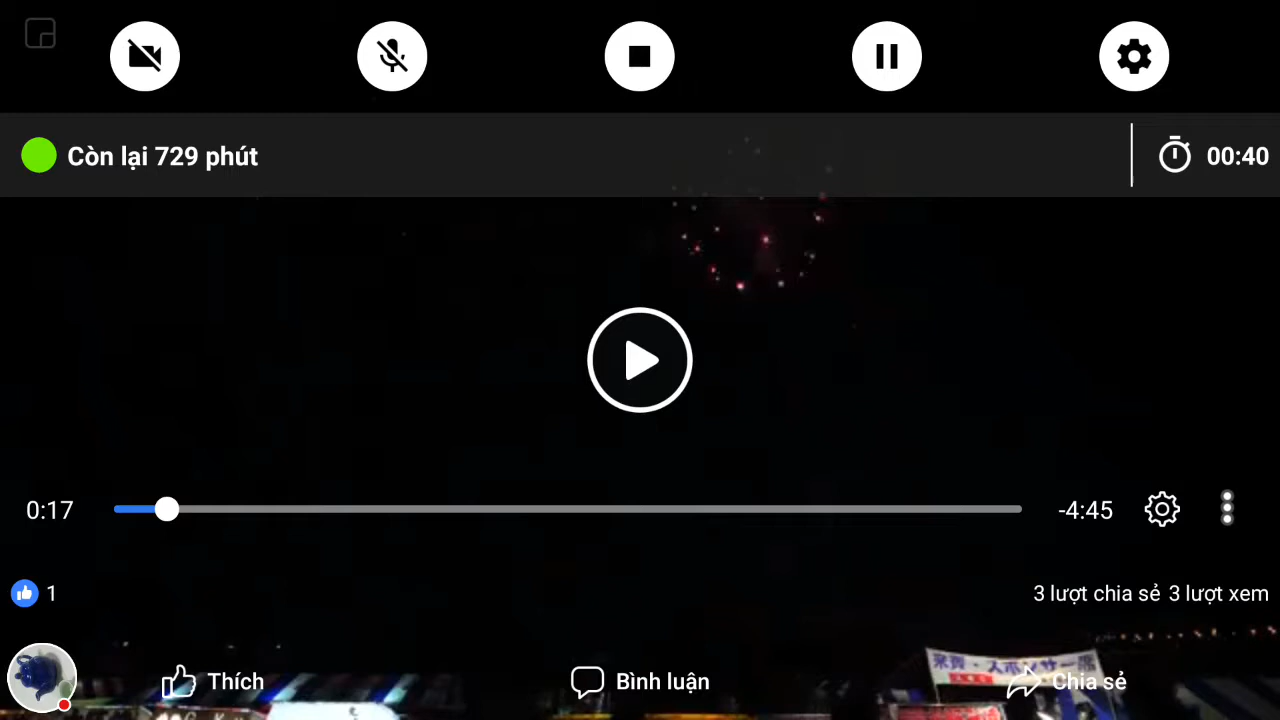 Còn lại 729 phút
00:40
0:17
-4:45
1
3 lượt chia sẻ 3 lượt xem
Thích
Bình luận
Chia sẻ